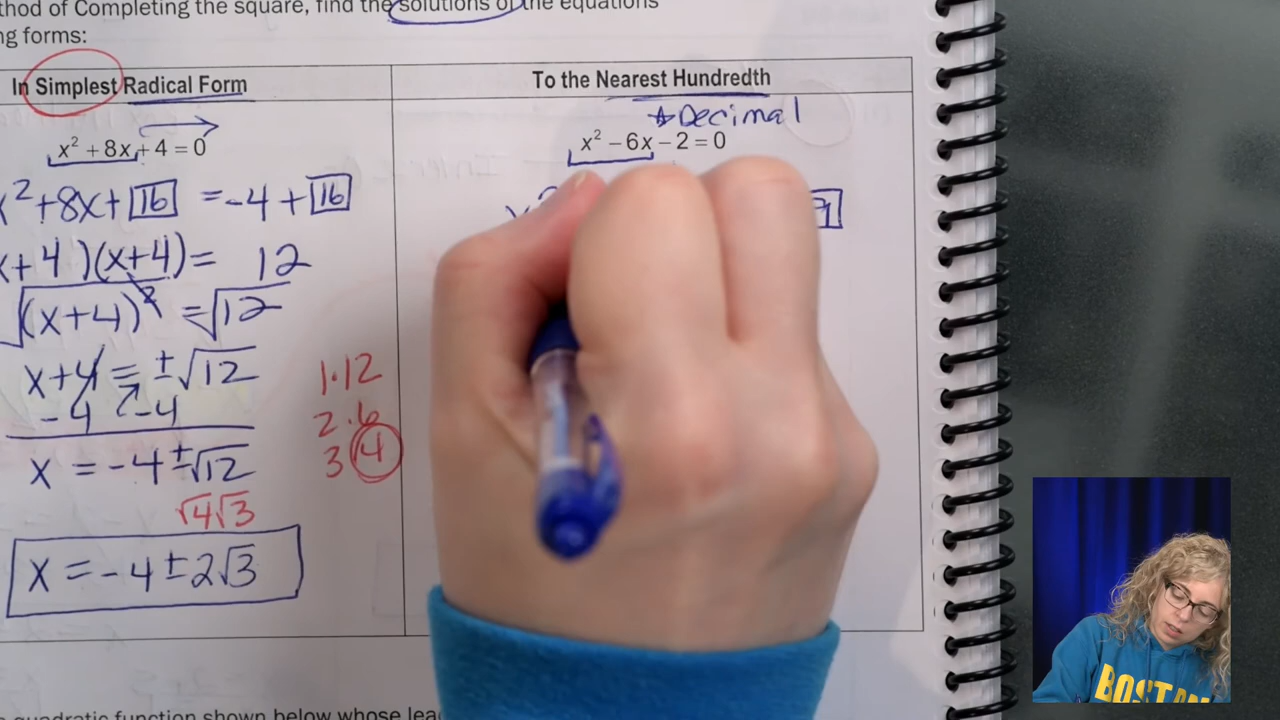 thod of Completing the square, find the solutions of the equations
ng forms:
In Simplest Radical Form
x² + 8x + 4 = 0
x²+8x+16 = -4+16
x+4)(x+4) = 12
√(x+4)² = √12
x+4 = ±√12
-4 -4
x = -4±√12
√4√3
x = -4±2√3
1·12
2·6
3 4
To the Nearest Hundredth
*Decimal
x² − 6x − 2 = 0
9
quadratic function shown below whose lea
BOSTON